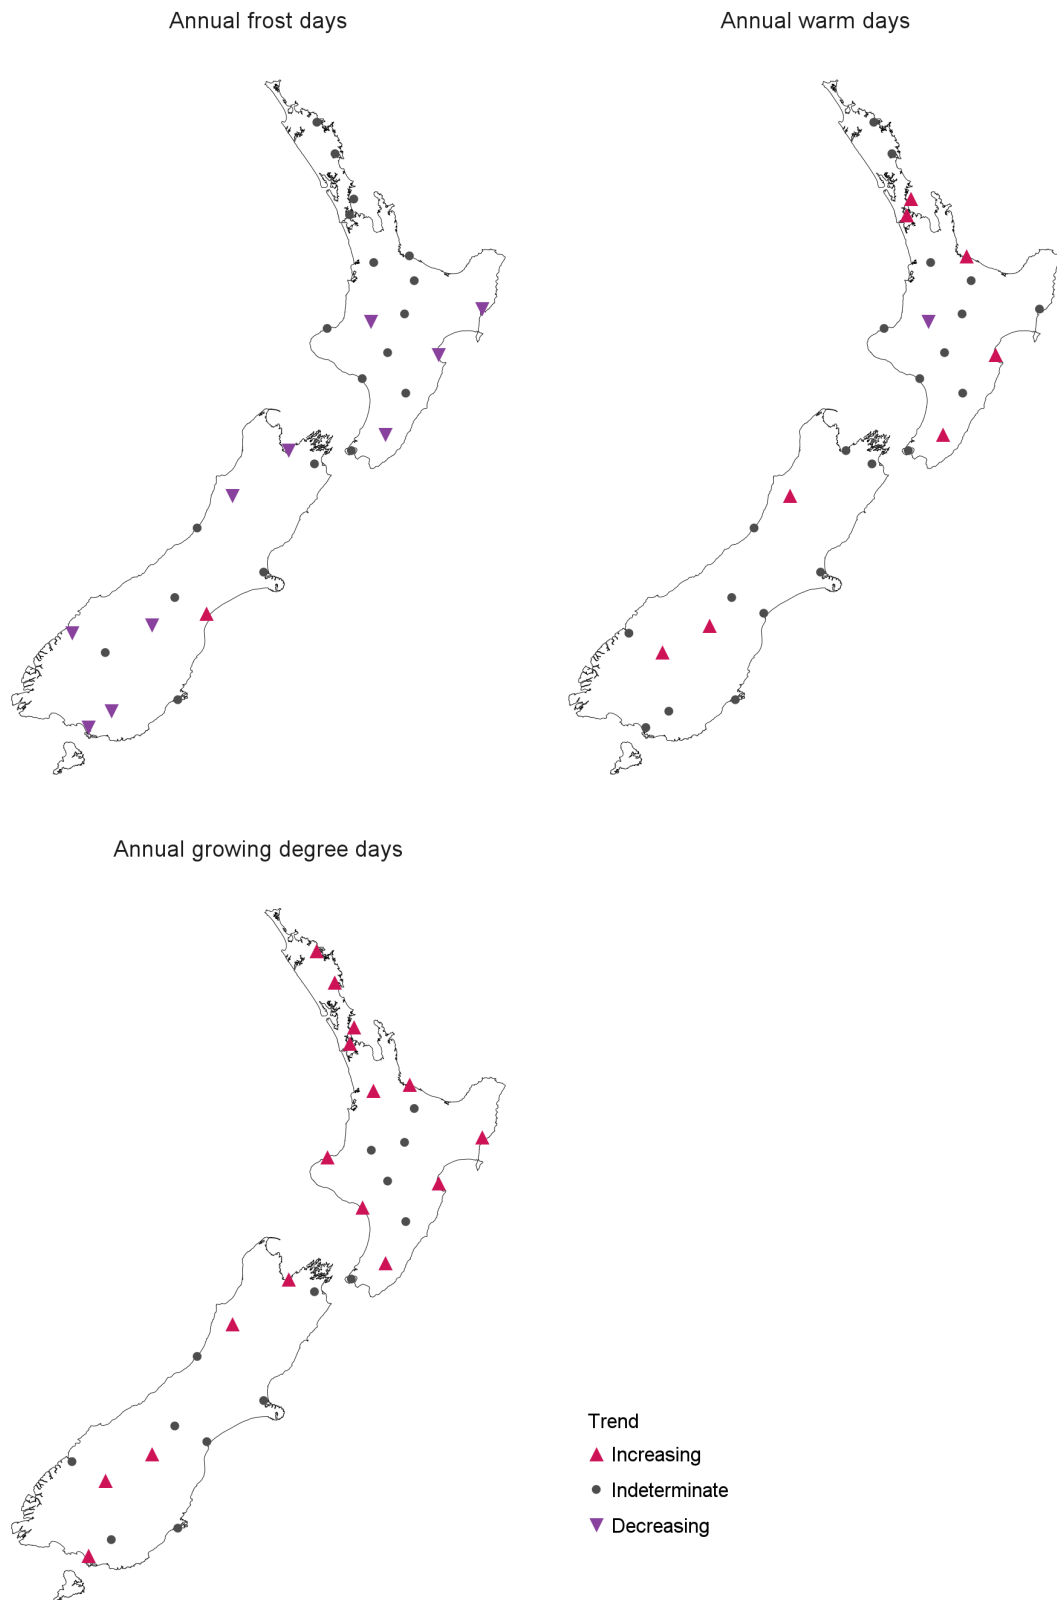 Annual frost days
Annual warm days
Annual growing degree days
Trend
Increasing
Indeterminate
Decreasing